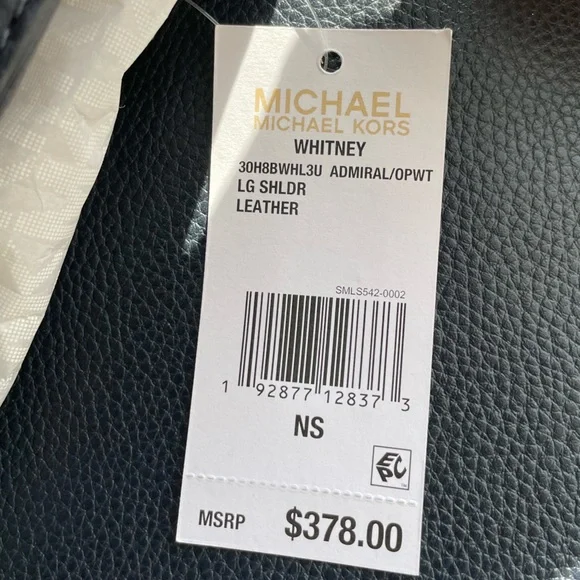 MICHAEL
MICHAEL KORS
WHITNEY
30H8BWHL3U ADMIRAL/OPWT
LG SHLDR
LEATHER
SMLS542-0002
1 92877 12837 3
NS
EPC
MSRP $378.00